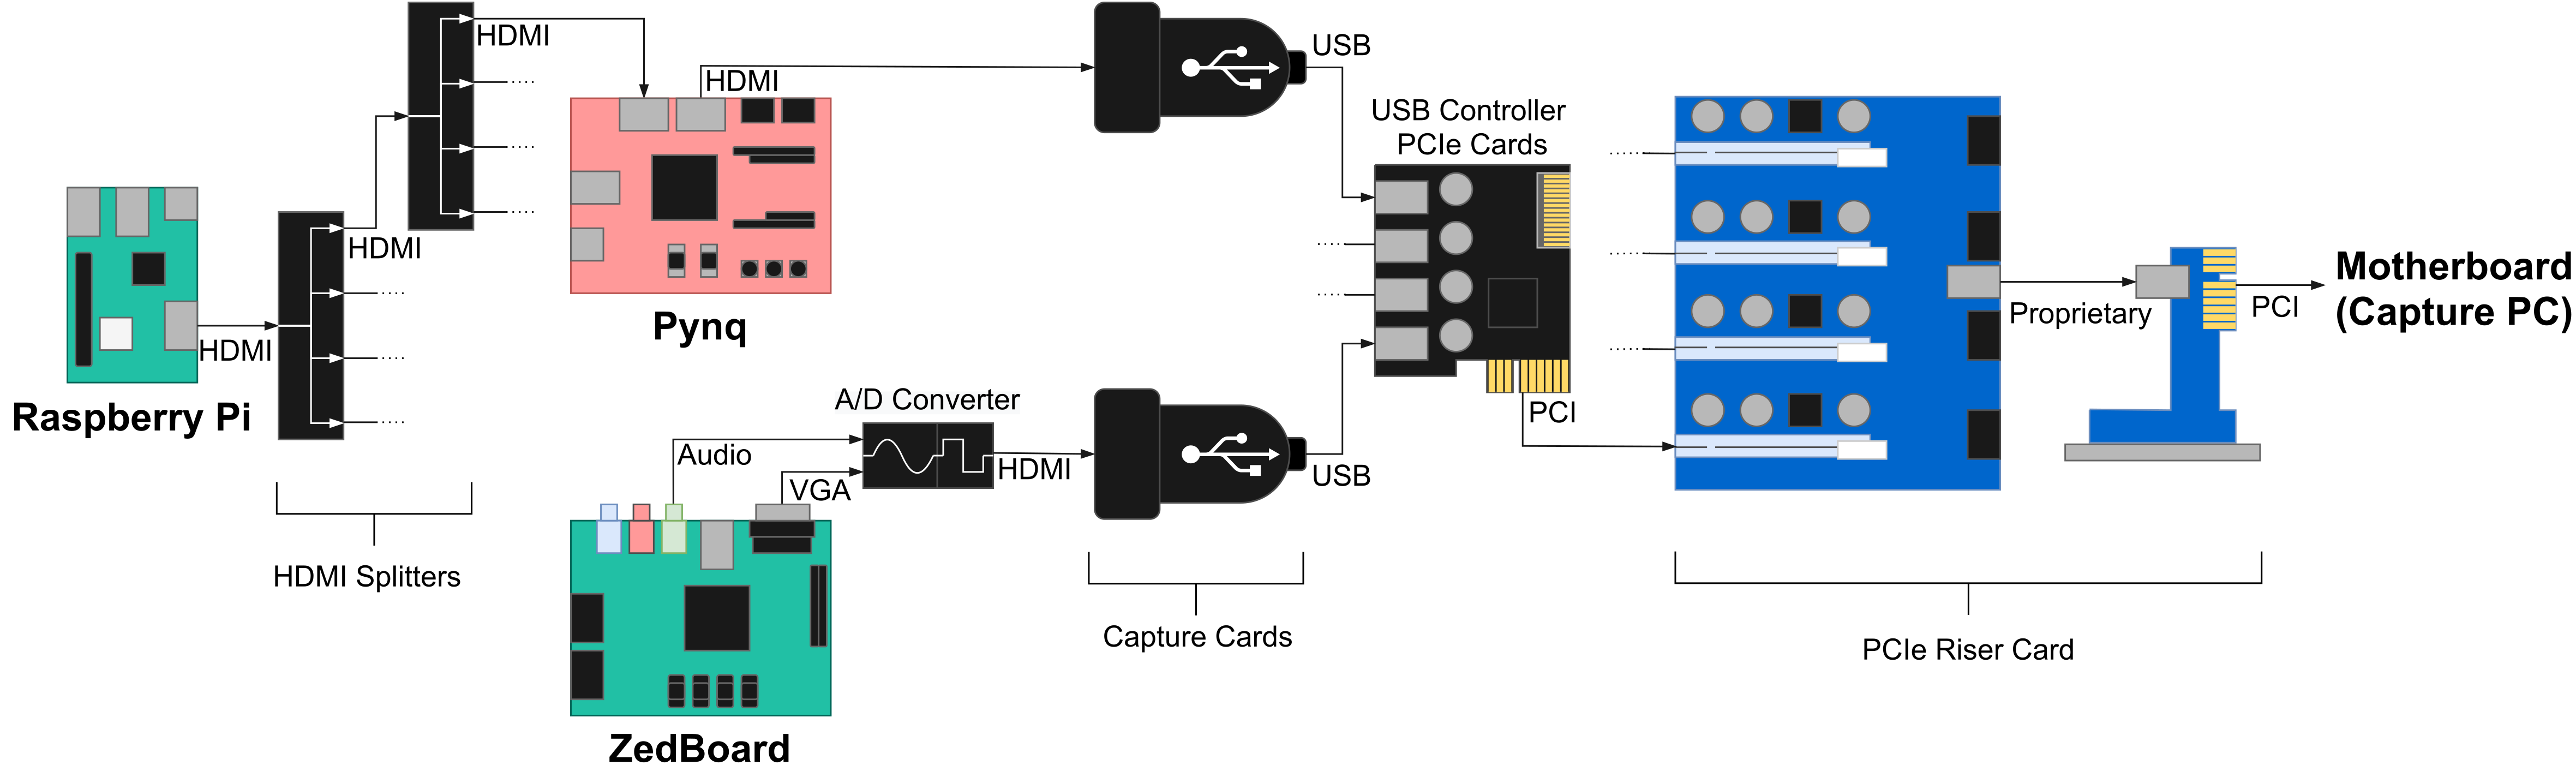 HDMI
HDMI
USB
USB Controller
PCIe Cards
HDMI
Motherboard
(Capture PC)
Proprietary
PCI
Pynq
HDMI
Raspberry Pi
A/D Converter
PCI
Audio
HDMI
USB
VGA
HDMI Splitters
Capture Cards
PCIe Riser Card
ZedBoard